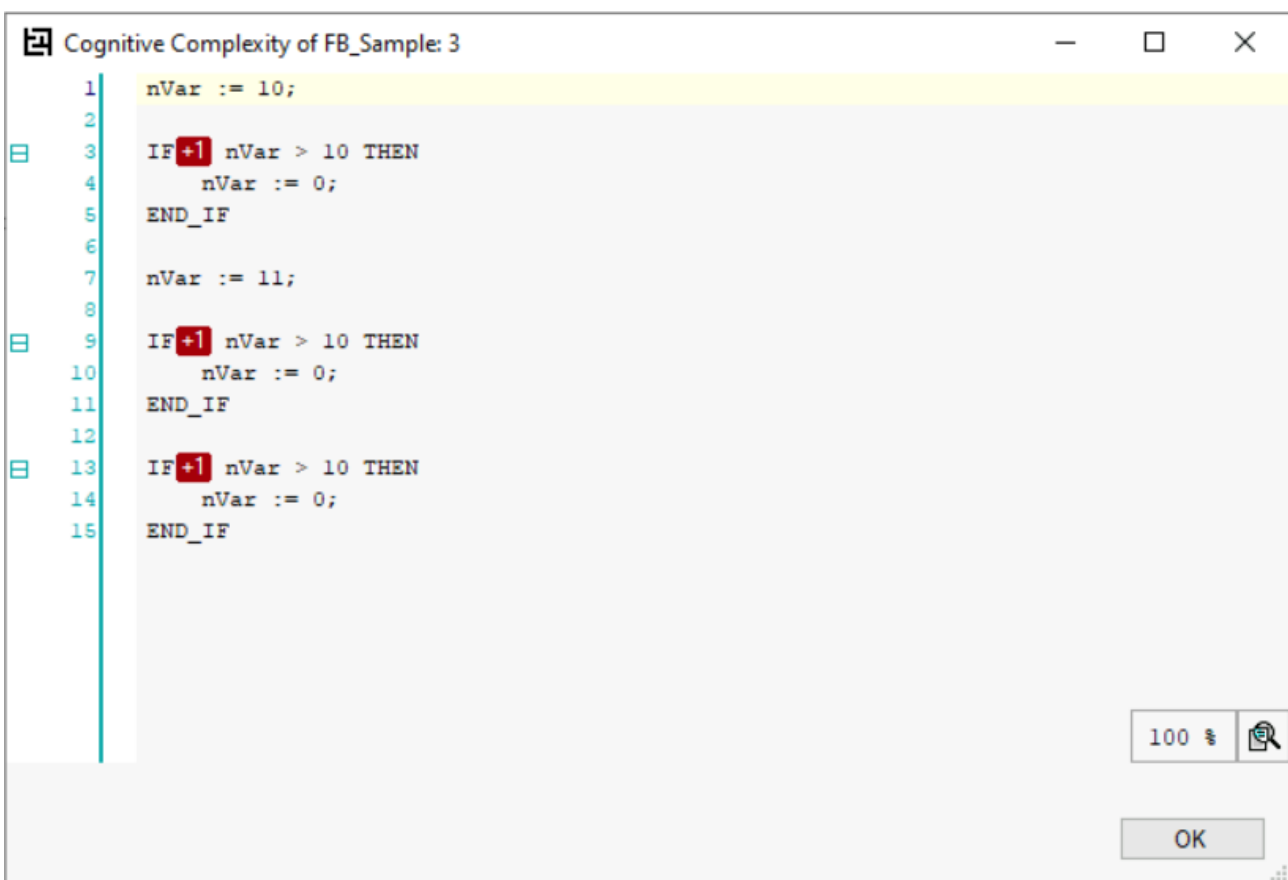 Cognitive Complexity of FB_Sample: 3
1 nVar := 10;
2
3 IF+1 nVar > 10 THEN
4 nVar := 0;
5 END_IF
6
7 nVar := 11;
8
9 IF+1 nVar > 10 THEN
10 nVar := 0;
11 END_IF
12
13 IF+1 nVar > 10 THEN
14 nVar := 0;
15 END_IF
100 %
OK